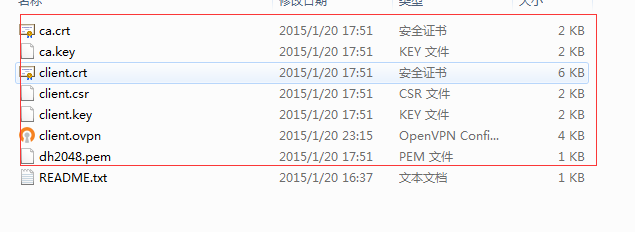 名称 修改日期 类型 大小
ca.crt 2015/1/20 17:51 安全证书 2 KB
ca.key 2015/1/20 17:51 KEY 文件 2 KB
client.crt 2015/1/20 17:51 安全证书 6 KB
client.csr 2015/1/20 17:51 CSR 文件 2 KB
client.key 2015/1/20 17:51 KEY 文件 2 KB
client.ovpn 2015/1/20 23:15 OpenVPN Confi... 4 KB
dh2048.pem 2015/1/20 17:51 PEM 文件 1 KB
README.txt 2015/1/20 16:37 文本文档 1 KB